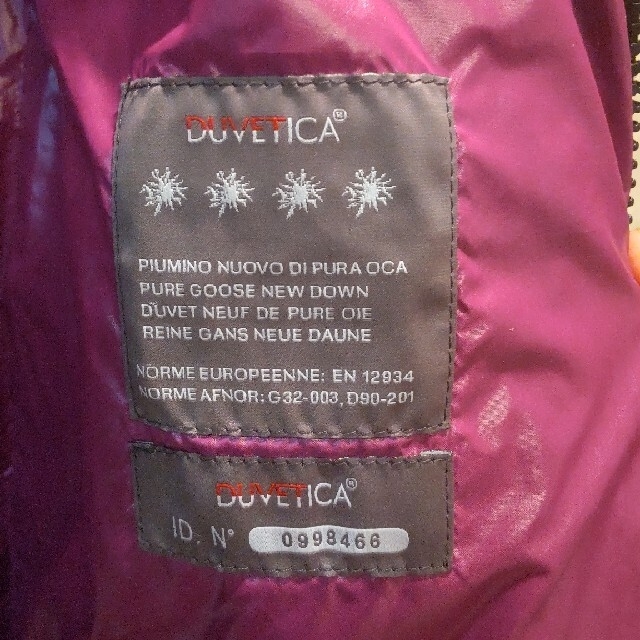 DUVETICA®
PIUMINO NUOVO DI PURA OCA
PURE GOOSE NEW DOWN
DUVET NEUF DE PURE OIE
REINE GANS NEUE DAUNE
NORME EUROPEENNE: EN 12934
NORME AFNOR: G32-003, D90-201
DUVETICA®
ID. N° 0998466